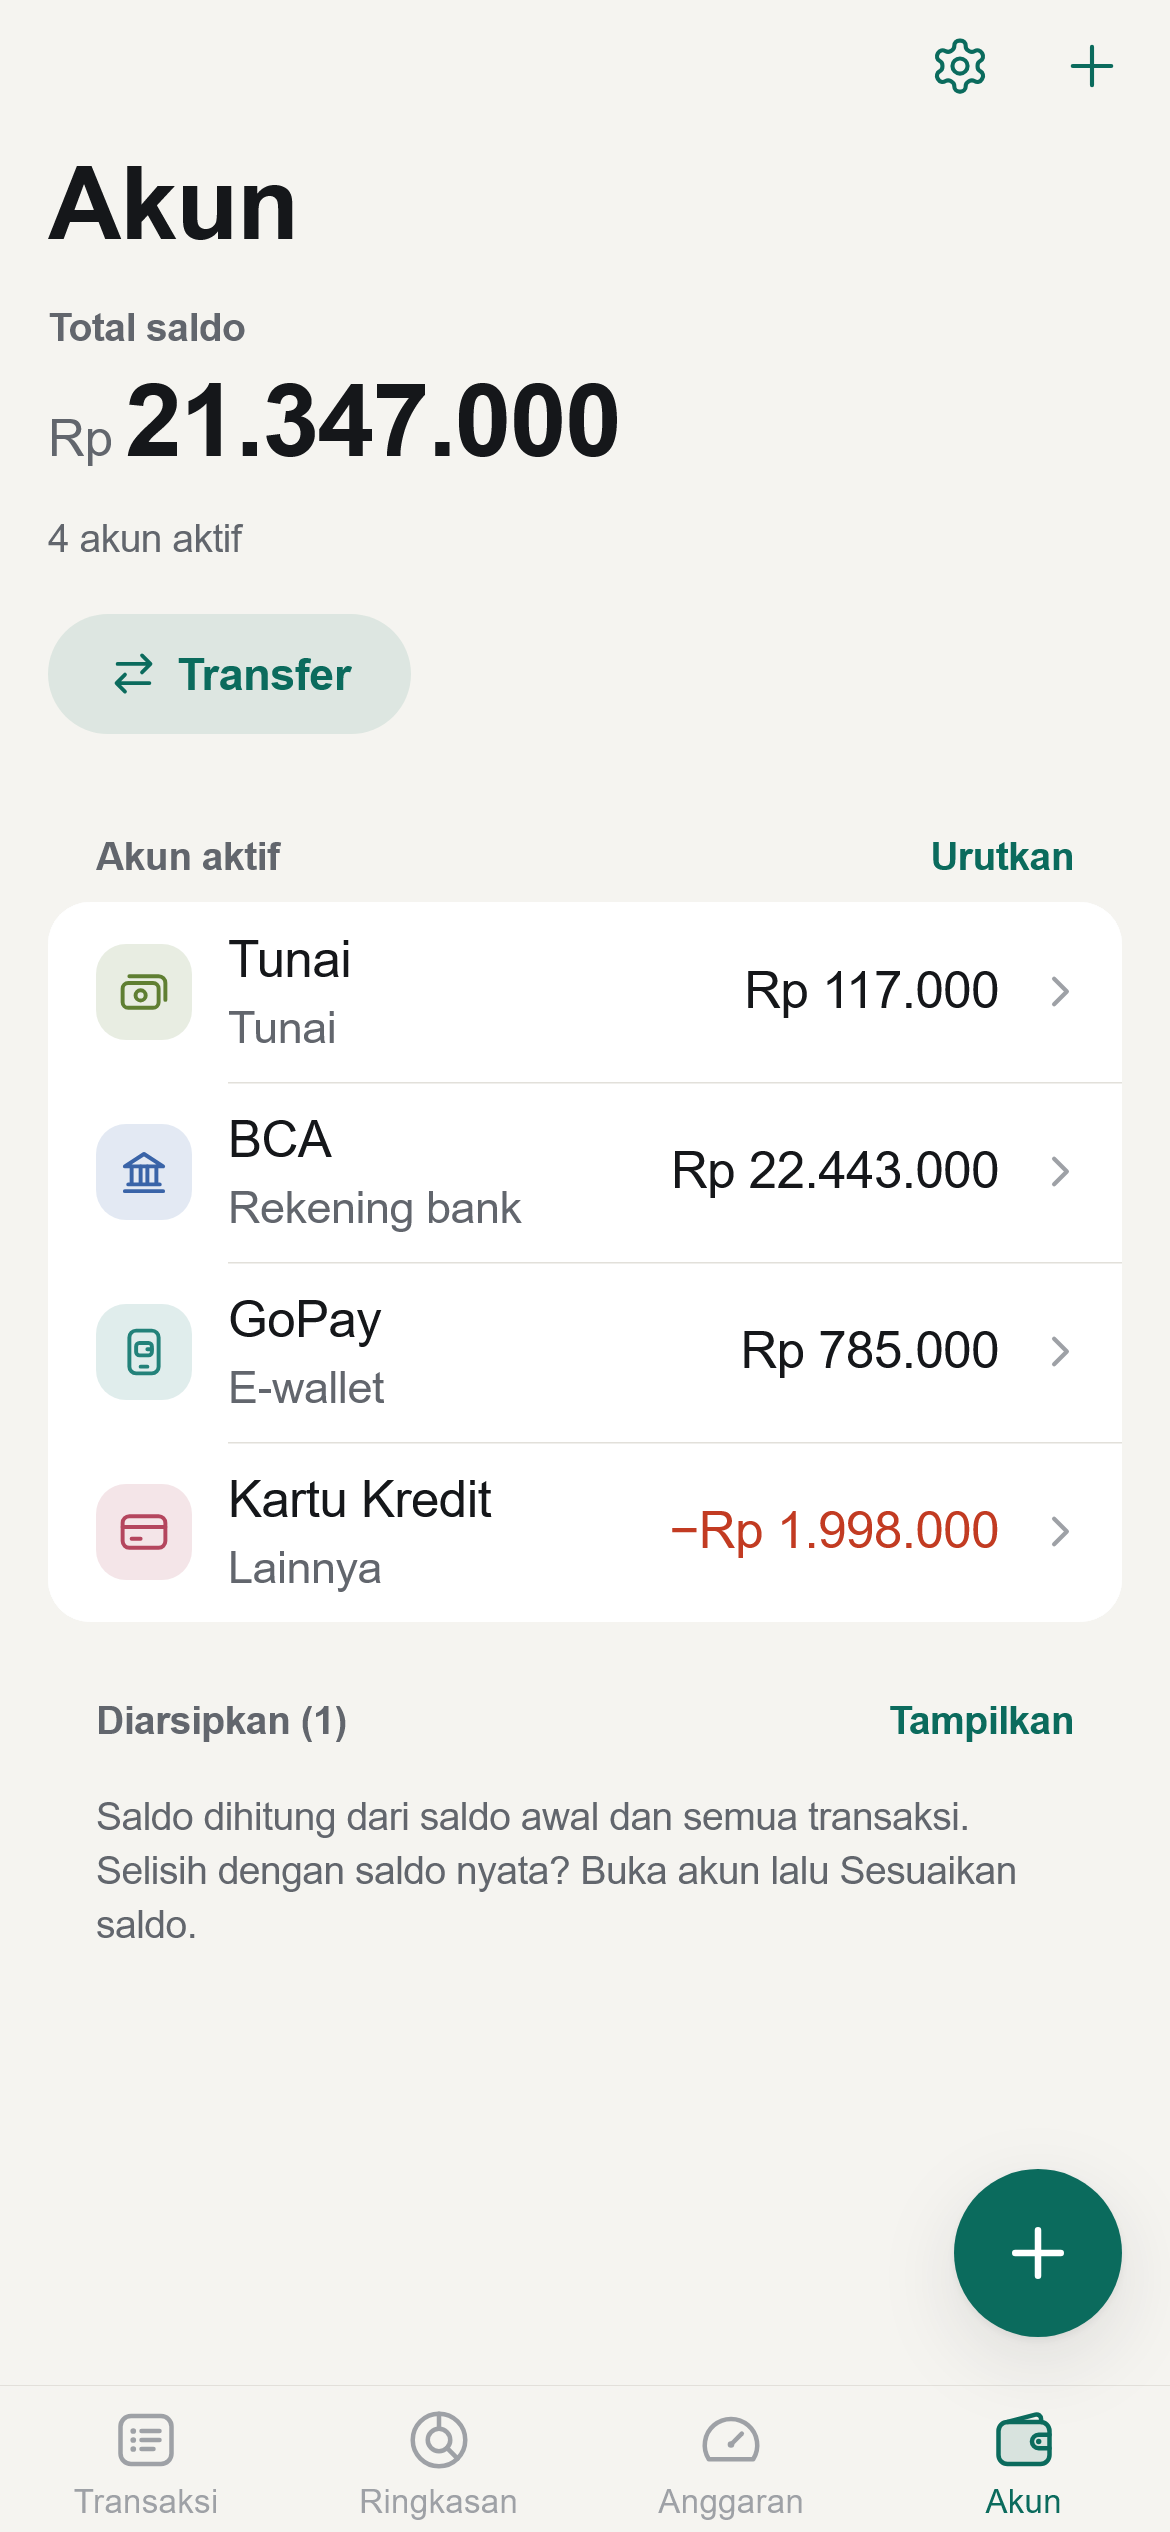 Akun
Total saldo
Rp 21.347.000
4 akun aktif
Transfer
Akun aktif
Urutkan
Tunai
Tunai
Rp 117.000
BCA
Rekening bank
Rp 22.443.000
GoPay
E-wallet
Rp 785.000
Kartu Kredit
Lainnya
−Rp 1.998.000
Diarsipkan (1)
Tampilkan
Saldo dihitung dari saldo awal dan semua transaksi.
Selisih dengan saldo nyata? Buka akun lalu Sesuaikan
saldo.
Transaksi
Ringkasan
Anggaran
Akun